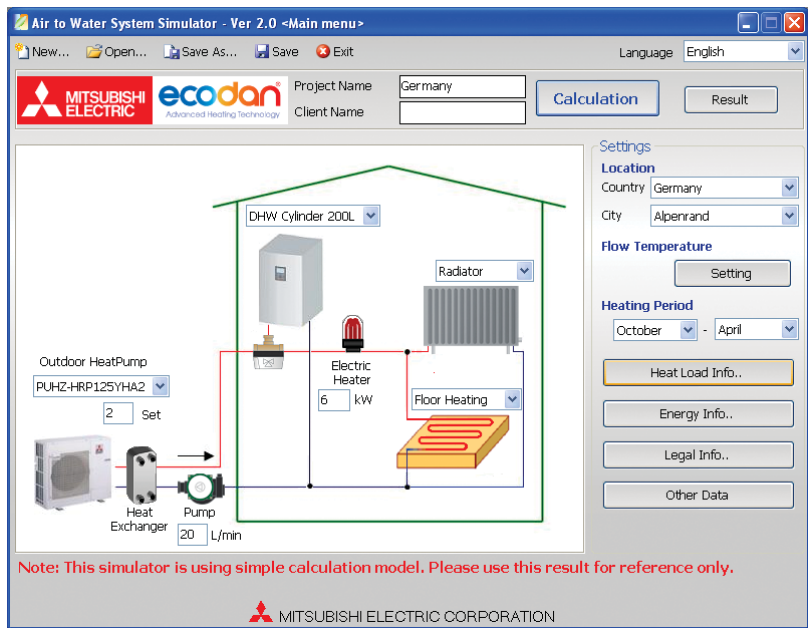 Air to Water System Simulator - Ver 2.0 <Main menu>
New... Open... Save As... Save Exit Language English
MITSUBISHI ELECTRIC
ecodan
Advanced Heating Technology
Project Name Germany
Client Name
Calculation Result
DHW Cylinder 200L
Radiator
Outdoor HeatPump
PUHZ-HRP125YHA2
2 Set
Electric
Heater
6 kW
Floor Heating
Heat
Exchanger
Pump
20 L/min
Settings
Location
Country Germany
City Alpenrand
Flow Temperature
Setting
Heating Period
October - April
Heat Load Info..
Energy Info..
Legal Info..
Other Data
Note: This simulator is using simple calculation model. Please use this result for reference only.
MITSUBISHI ELECTRIC CORPORATION